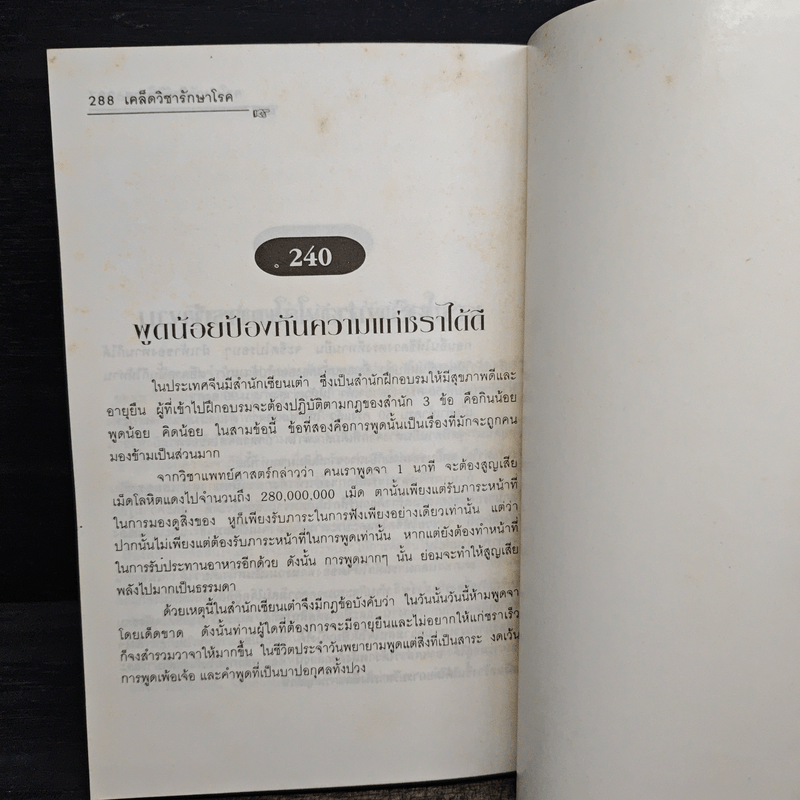 288 เคล็ดวิชารักษาโรค
240
พูดน้อยป้องกันความแก่ชราได้ดี
ในประเทศจีนมีสำนักเซียนเต๋า ซึ่งเป็นสำนักฝึกอบรมให้มีสุขภาพดีและ
อายุยืน ผู้ที่เข้าไปฝึกอบรมจะต้องปฏิบัติตามกฎของสำนัก 3 ข้อ คือกินน้อย
พูดน้อย คิดน้อย ในสามข้อนี้ ข้อที่สองคือการพูดนั้นเป็นเรื่องที่มักจะถูกคน
มองข้ามเป็นส่วนมาก
จากวิชาแพทย์ศาสตร์กล่าวว่า คนเราพูดจา 1 นาที จะต้องสูญเสีย
เม็ดโลหิตแดงไปจำนวนถึง 280,000,000 เม็ด ตานั้นเพียงแต่รับภาระหน้าที่
ในการมองดูสิ่งของ หูก็เพียงรับภาระในการฟังเพียงอย่างเดียวเท่านั้น แต่ว่า
ปากนั้นไม่เพียงแต่ต้องรับภาระหน้าที่ในการพูดเท่านั้น หากแต่ยังต้องทำหน้าที่
ในการรับประทานอาหารอีกด้วย ดังนั้น การพูดมากๆ นั้น ย่อมจะทำให้สูญเสีย
พลังไปมากเป็นธรรมดา
ด้วยเหตุนี้ในสำนักเซียนเต๋าจึงมีกฎข้อบังคับว่า ในวันนั้นวันนี้ห้ามพูดจา
โดยเด็ดขาด ดังนั้นท่านผู้ใดที่ต้องการจะมีอายุยืนและไม่อยากให้แก่ชราเร็ว
ก็จงสำรวมวาจาให้มากขึ้น ในชีวิตประจำวันพยายามพูดแต่สิ่งที่เป็นสาระ งดเว้น
การพูดเพ้อเจ้อ และคำพูดที่เป็นบาปอกุศลทั้งปวง